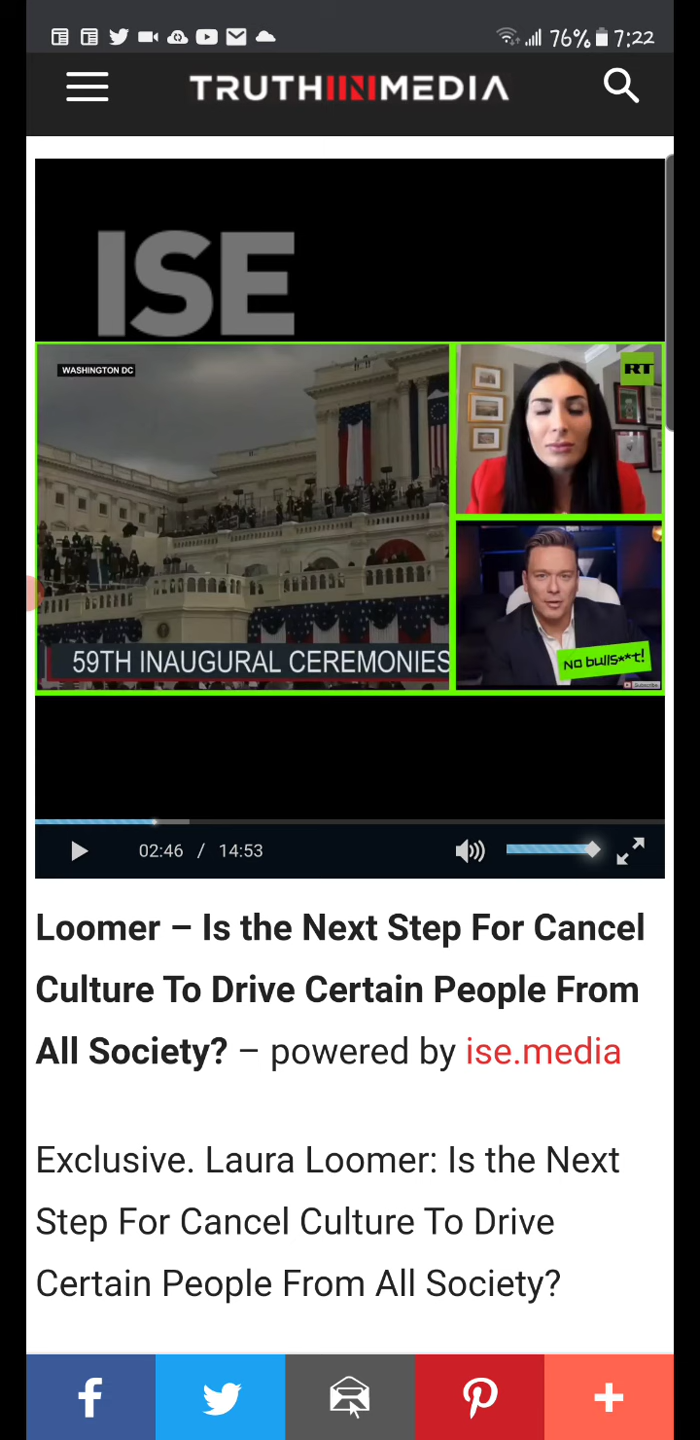 76% 7:22
TRUTHINMEDIA
ISE
WASHINGTON DC
RT
59TH INAUGURAL CEREMONIES
No bulls**t!
Subscribe
02:46 / 14:53
Loomer – Is the Next Step For Cancel
Culture To Drive Certain People From
All Society? – powered by ise.media
Exclusive. Laura Loomer: Is the Next
Step For Cancel Culture To Drive
Certain People From All Society?